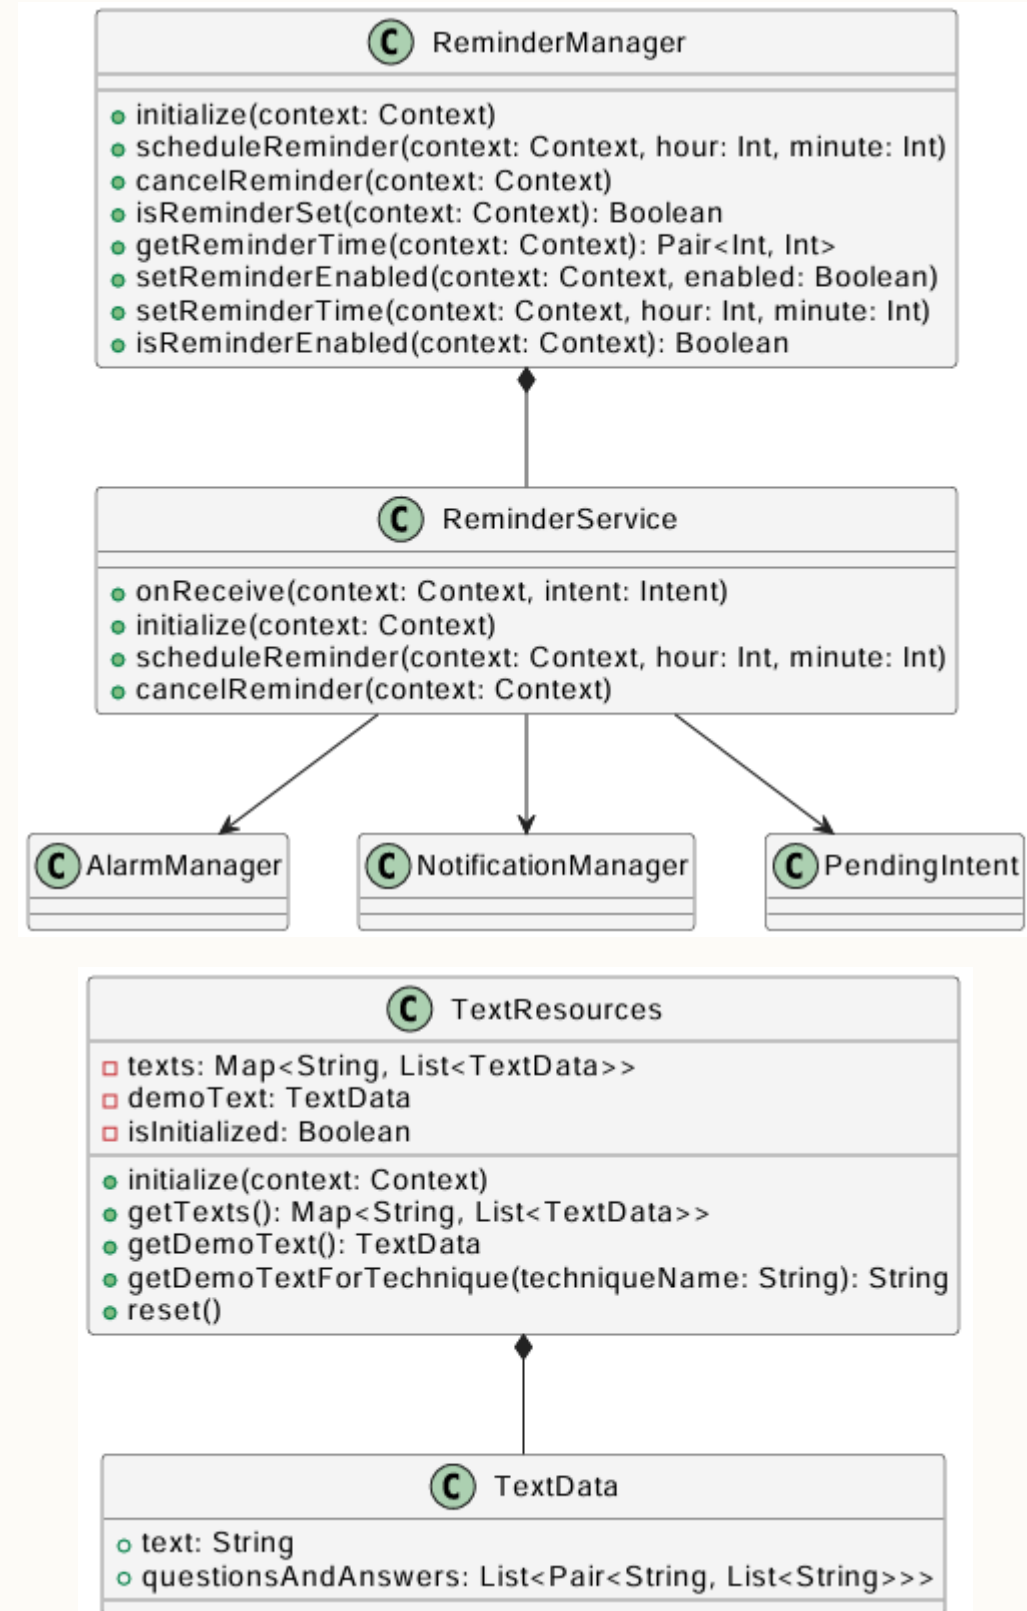 C ReminderManager
initialize(context: Context)
scheduleReminder(context: Context, hour: Int, minute: Int)
cancelReminder(context: Context)
isReminderSet(context: Context): Boolean
getReminderTime(context: Context): Pair<Int, Int>
setReminderEnabled(context: Context, enabled: Boolean)
setReminderTime(context: Context, hour: Int, minute: Int)
isReminderEnabled(context: Context): Boolean
C ReminderService
onReceive(context: Context, intent: Intent)
initialize(context: Context)
scheduleReminder(context: Context, hour: Int, minute: Int)
cancelReminder(context: Context)
C AlarmManager
C NotificationManager
C PendingIntent
C TextResources
texts: Map<String, List<TextData>>
demoText: TextData
isInitialized: Boolean
initialize(context: Context)
getTexts(): Map<String, List<TextData>>
getDemoText(): TextData
getDemoTextForTechnique(techniqueName: String): String
reset()
C TextData
text: String
questionsAndAnswers: List<Pair<String, List<String>>>